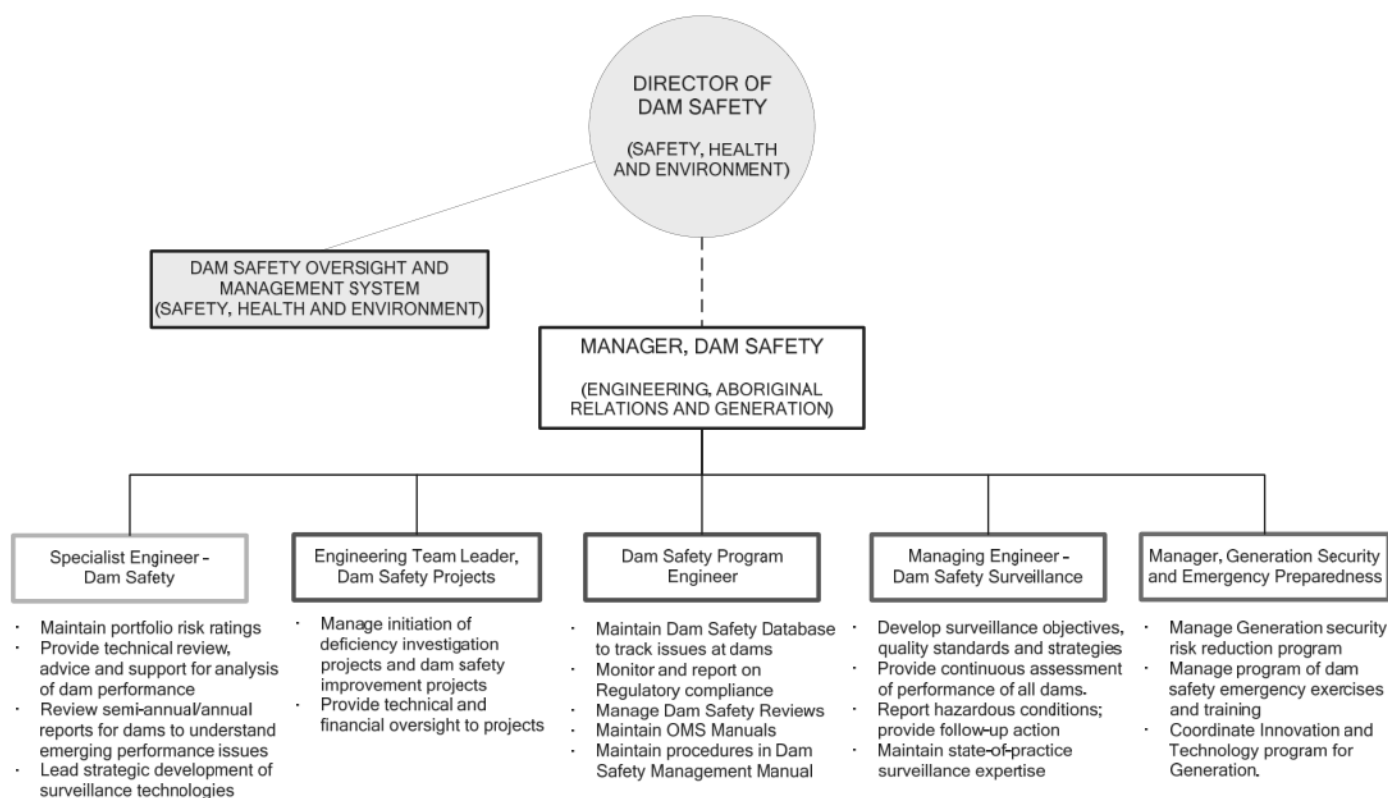 DIRECTOR OF
DAM SAFETY
(SAFETY, HEALTH
AND ENVIRONMENT)
DAM SAFETY OVERSIGHT AND
MANAGEMENT SYSTEM
(SAFETY, HEALTH AND ENVIRONMENT)
MANAGER, DAM SAFETY
(ENGINEERING, ABORIGINAL
RELATIONS AND GENERATION)
Specialist Engineer -
Dam Safety
· Maintain portfolio risk ratings
· Provide technical review,
advice and support for analysis
of dam performance
· Review semi-annual/annual
reports for dams to understand
emerging performance issues
· Lead strategic development of
surveillance technologies
Engineering Team Leader,
Dam Safety Projects
· Manage initiation of
deficiency investigation
projects and dam safety
improvement projects
· Provide technical and
financial oversight to projects
Dam Safety Program
Engineer
· Maintain Dam Safety Database
to track issues at dams
· Monitor and report on
Regulatory compliance
· Manage Dam Safety Reviews
· Maintain OMS Manuals
· Maintain procedures in Dam
Safety Management Manual
Managing Engineer -
Dam Safety Surveillance
· Develop surveillance objectives,
quality standards and strategies
· Provide continuous assessment
of performance of all dams.
· Report hazardous conditions;
provide follow-up action
· Maintain state-of-practice
surveillance expertise
Manager, Generation Security
and Emergency Preparedness
· Manage Generation security
risk reduction program
· Manage program of dam
safety emergency exercises
and training
· Coordinate Innovation and
Technology program for
Generation.